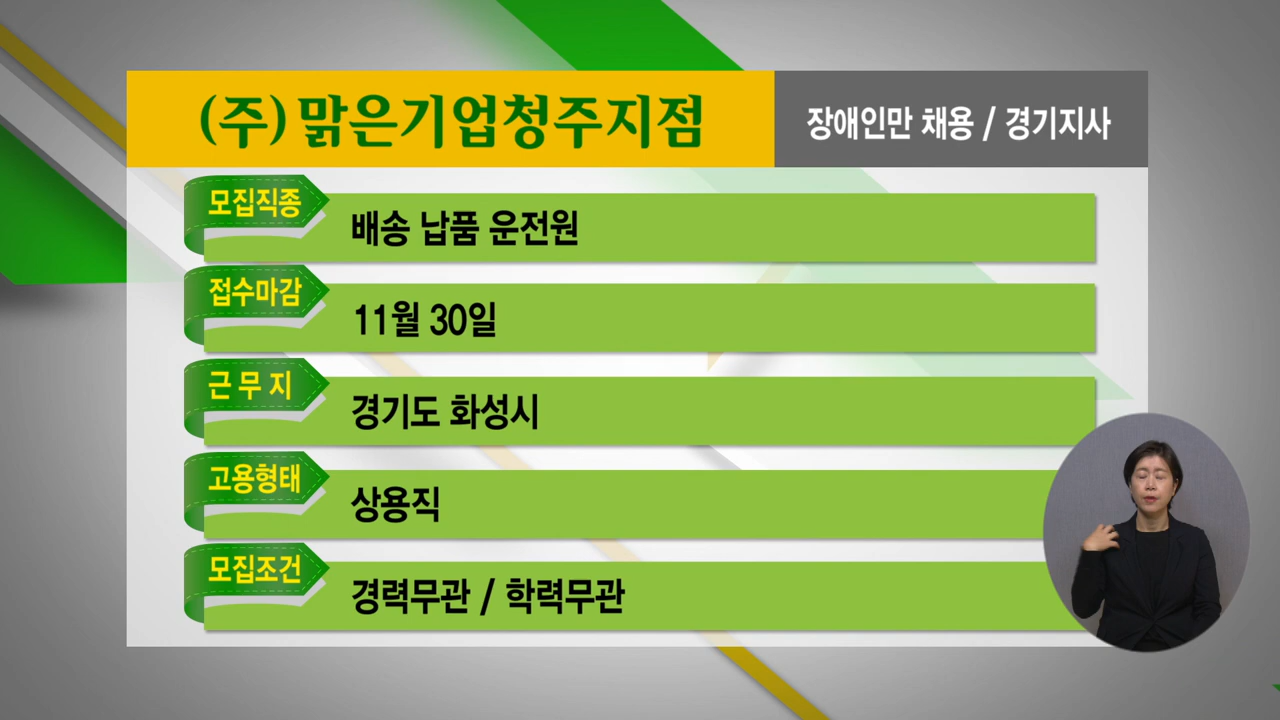 (주)맑은기업청주지점
장애인만 채용 / 경기지사
모집직종
배송 납품 운전원
접수마감
11월 30일
근 무 지
경기도 화성시
고용형태
상용직
모집조건
경력무관 / 학력무관